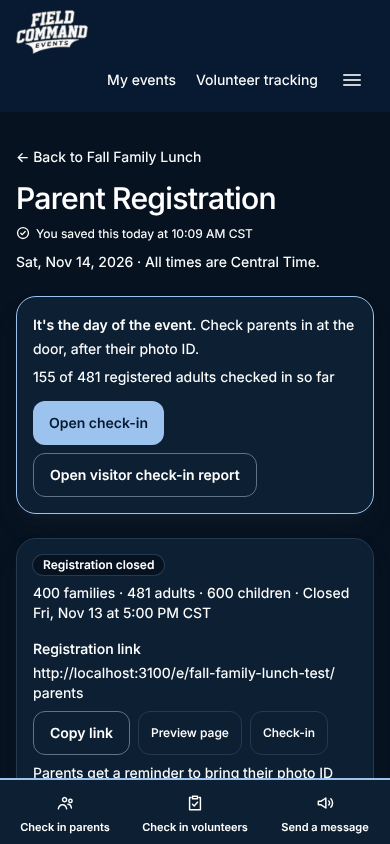 FIELD
COMMAND
EVENTS
My events Volunteer tracking
← Back to Fall Family Lunch
Parent Registration
You saved this today at 10:09 AM CST
Sat, Nov 14, 2026 · All times are Central Time.
It's the day of the event. Check parents in at the
door, after their photo ID.
155 of 481 registered adults checked in so far
Open check-in
Open visitor check-in report
Registration closed
400 families · 481 adults · 600 children · Closed
Fri, Nov 13 at 5:00 PM CST
Registration link
http://localhost:3100/e/fall-family-lunch-test/
parents
Copy link Preview page Check-in
Parents get a reminder to bring their photo ID
Check in parents Check in volunteers Send a message